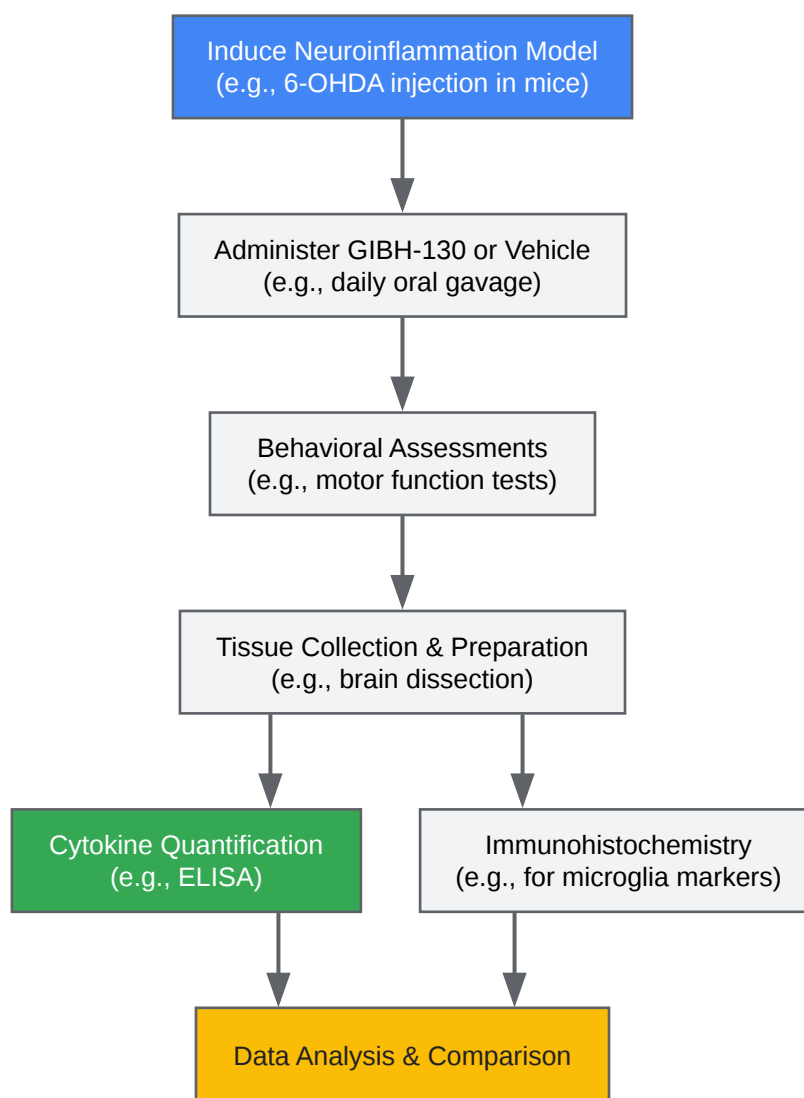 Induce Neuroinflammation Model
(e.g., 6-OHDA injection in mice)
Administer GIBH-130 or Vehicle
(e.g., daily oral gavage)
Behavioral Assessments
(e.g., motor function tests)
Tissue Collection & Preparation
(e.g., brain dissection)
Cytokine Quantification
(e.g., ELISA)
Immunohistochemistry
(e.g., for microglia markers)
Data Analysis & Comparison